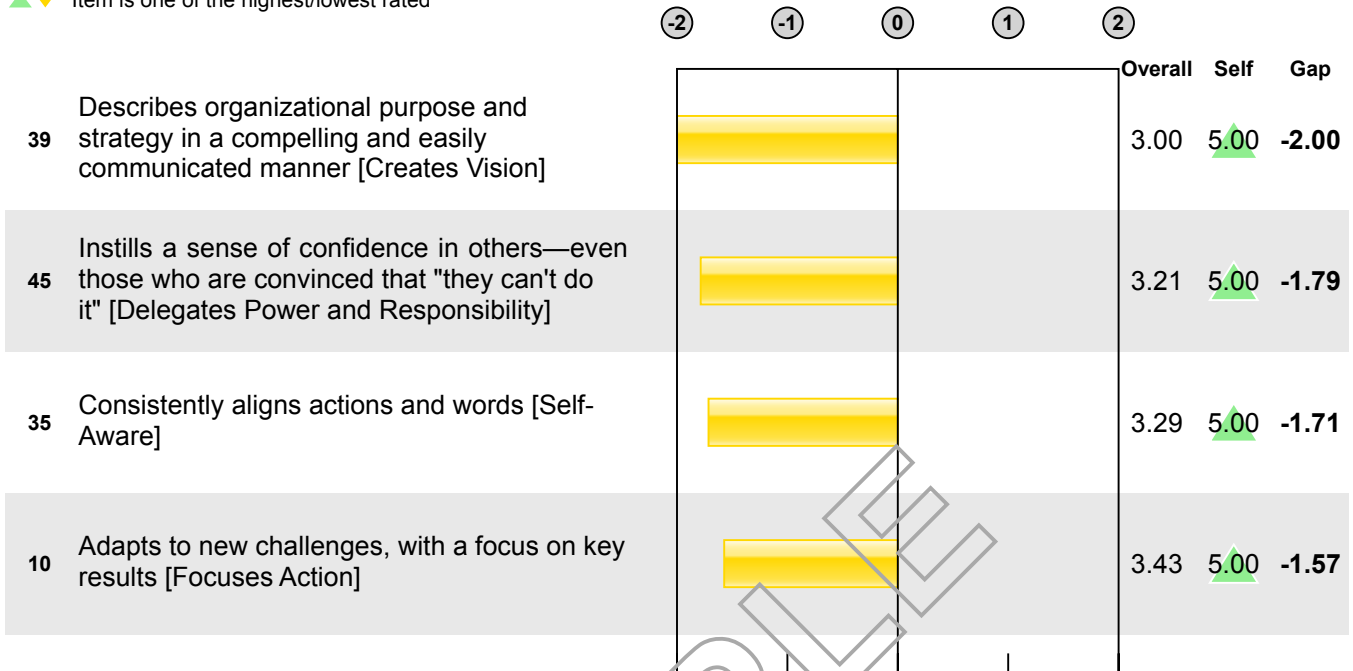 Item is one of the highest/lowest rated
-2 -1 0 1 2
Overall Self Gap
39 Describes organizational purpose and
strategy in a compelling and easily
communicated manner [Creates Vision]
3.00 5.00 -2.00
45 Instills a sense of confidence in others—even
those who are convinced that "they can't do
it" [Delegates Power and Responsibility]
3.21 5.00 -1.79
35 Consistently aligns actions and words [Self-
Aware]
3.29 5.00 -1.71
10 Adapts to new challenges, with a focus on key
results [Focuses Action]
3.43 5.00 -1.57
PLE